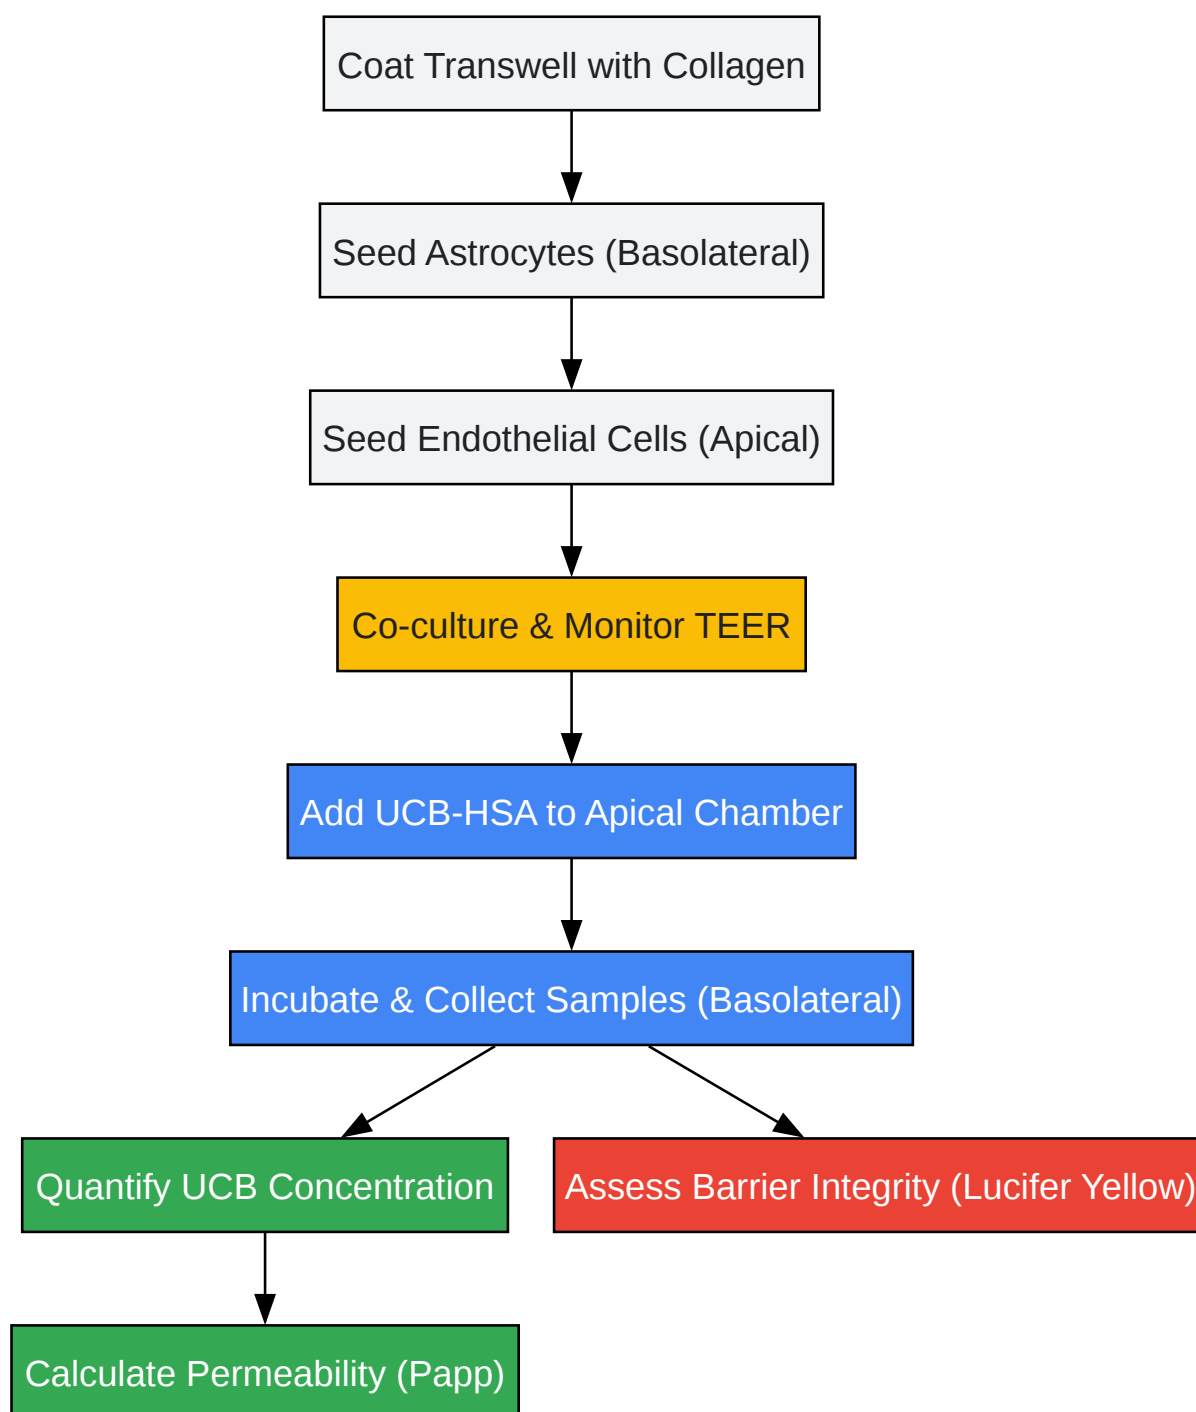 Coat Transwell with Collagen
Seed Astrocytes (Basolateral)
Seed Endothelial Cells (Apical)
Co-culture & Monitor TEER
Add UCB-HSA to Apical Chamber
Incubate & Collect Samples (Basolateral)
Quantify UCB Concentration
Assess Barrier Integrity (Lucifer Yellow)
Calculate Permeability (Papp)